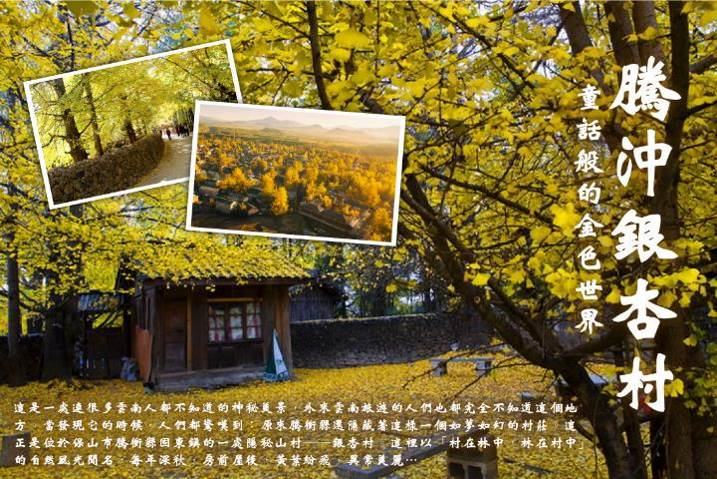 騰沖銀杏村
童話般的金色世界
這是一處連很多雲南人都不知道的神秘美景,外來雲南旅遊的人們也都完全不知道這個地
方。當發現它的時候,人們都驚嘆到:原來騰衝縣還隱藏著這樣一個如夢如幻的村莊!這
正是位於保山市騰衝縣固東鎮的一處隱秘山村——銀杏村。這裡以「村在林中,林在村中」
的自然風光聞名,每年深秋,房前屋後,黃葉紛飛,異常美麗…